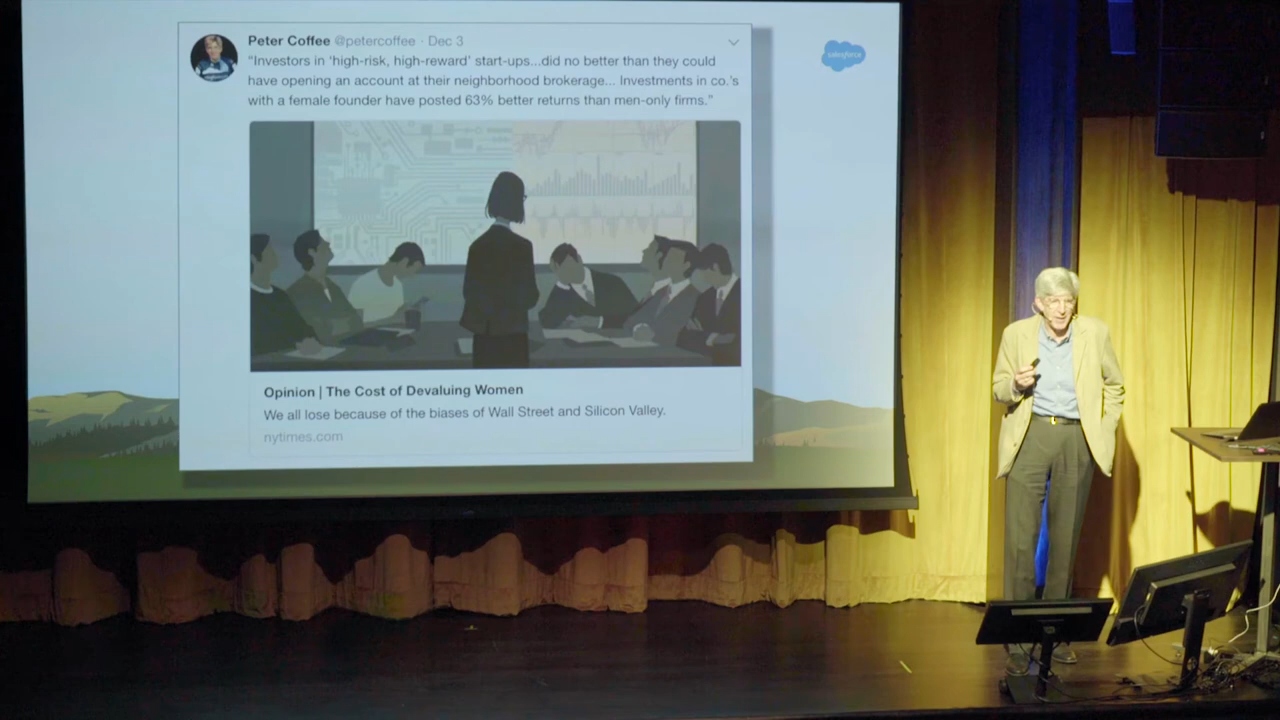 Peter Coffee @petercoffee · Dec 3
“Investors in ‘high-risk, high-reward’ start-ups...did no better than they could
have opening an account at their neighborhood brokerage... Investments in co.’s
with a female founder have posted 63% better returns than men-only firms.”
salesforce
Opinion | The Cost of Devaluing Women
We all lose because of the biases of Wall Street and Silicon Valley.
nytimes.com